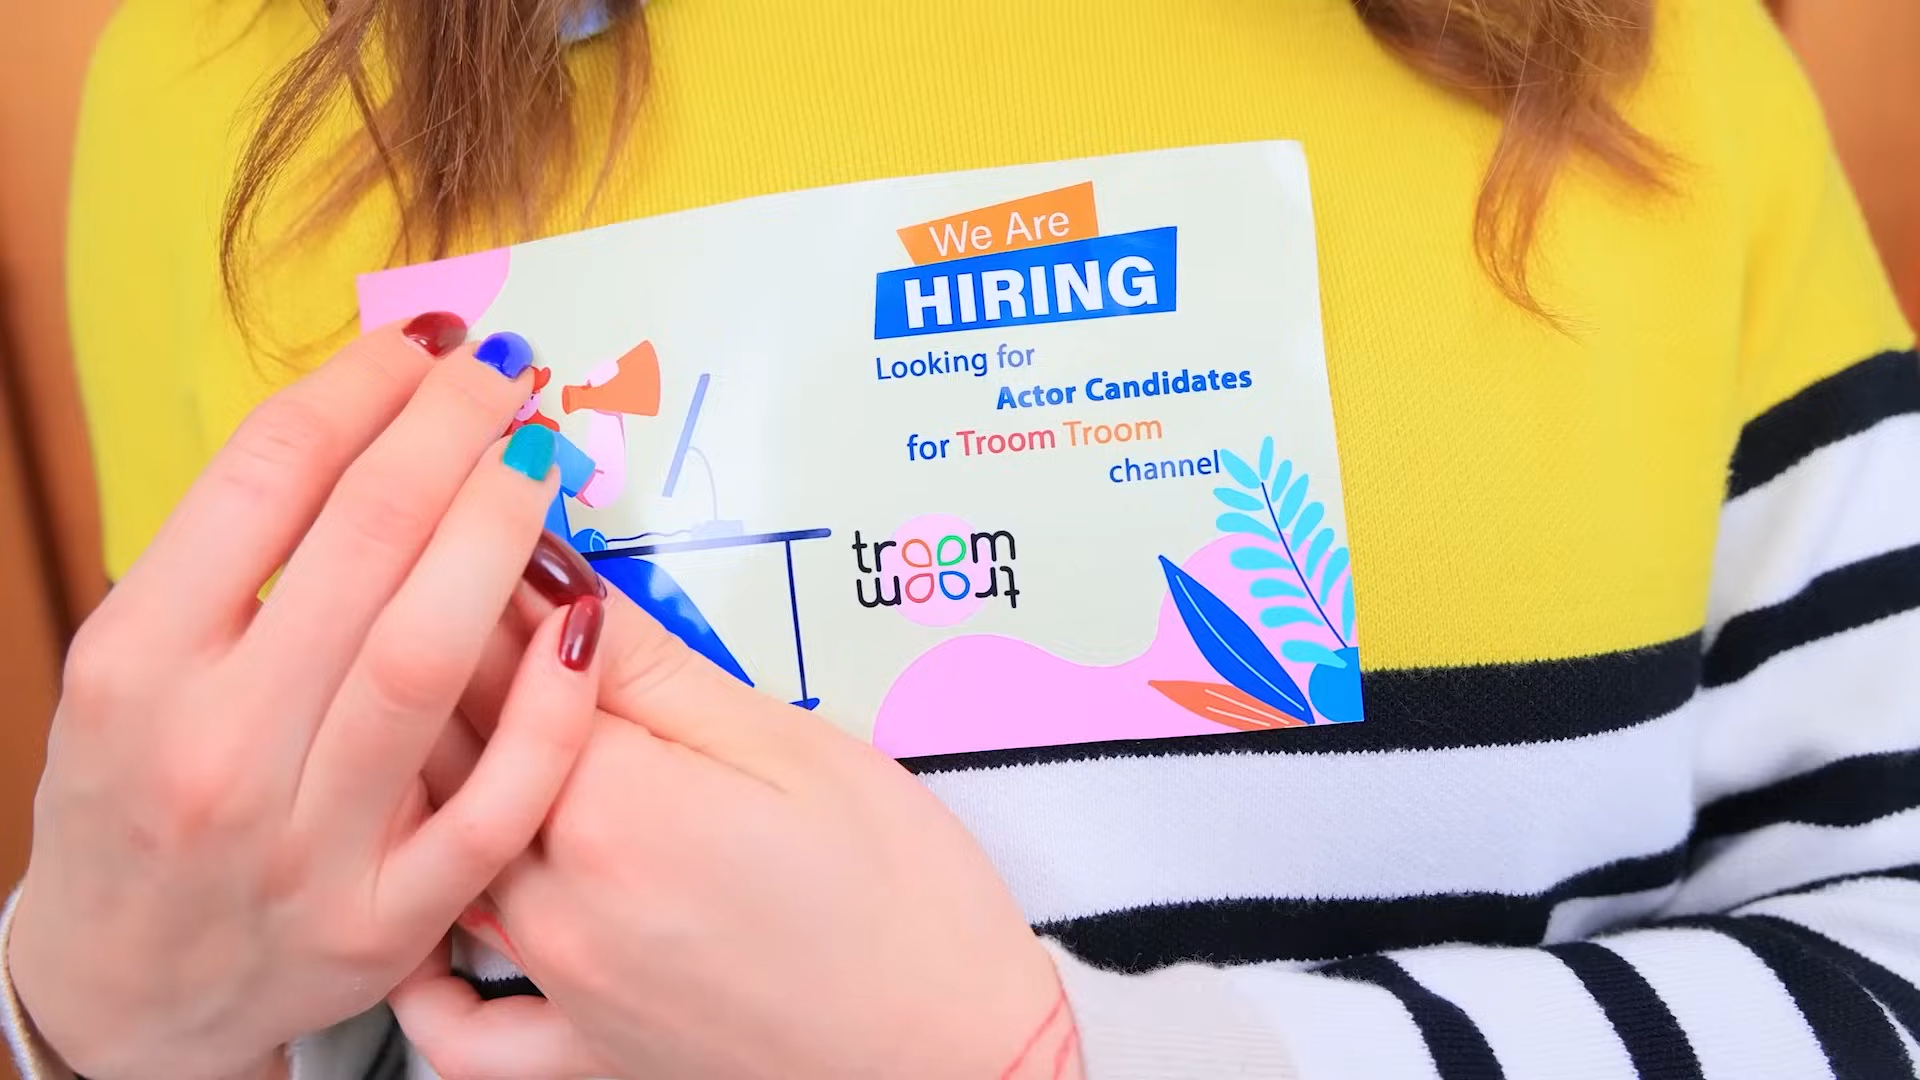 We Are
HIRING
Looking for
Actor Candidates
for Troom Troom
channel
troom
troom